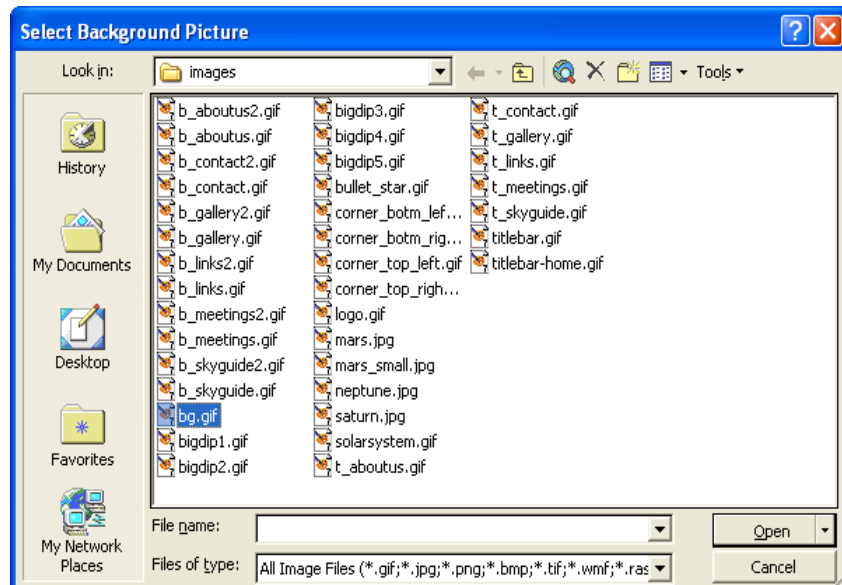 Select Background Picture
Look in:
images
Tools
History
My Documents
Desktop
Favorites
My Network
Places
b_aboutus2.gif
b_aboutus.gif
b_contact2.gif
b_contact.gif
b_gallery2.gif
b_gallery.gif
b_links2.gif
b_links.gif
b_meetings2.gif
b_meetings.gif
b_skyguide2.gif
b_skyguide.gif
bg.gif
bigdip1.gif
bigdip2.gif
bigdip3.gif
bigdip4.gif
bigdip5.gif
bullet_star.gif
corner_botm_lef...
corner_botm_rig...
corner_top_left.gif
corner_top_righ...
logo.gif
mars.jpg
mars_small.jpg
neptune.jpg
saturn.jpg
solarsystem.gif
t_aboutus.gif
t_contact.gif
t_gallery.gif
t_links.gif
t_meetings.gif
t_skyguide.gif
titlebar.gif
titlebar-home.gif
File name:
Open
Files of type:
All Image Files (*.gif;*.jpg;*.png;*.bmp;*.tif;*.wmf;*.ras
Cancel